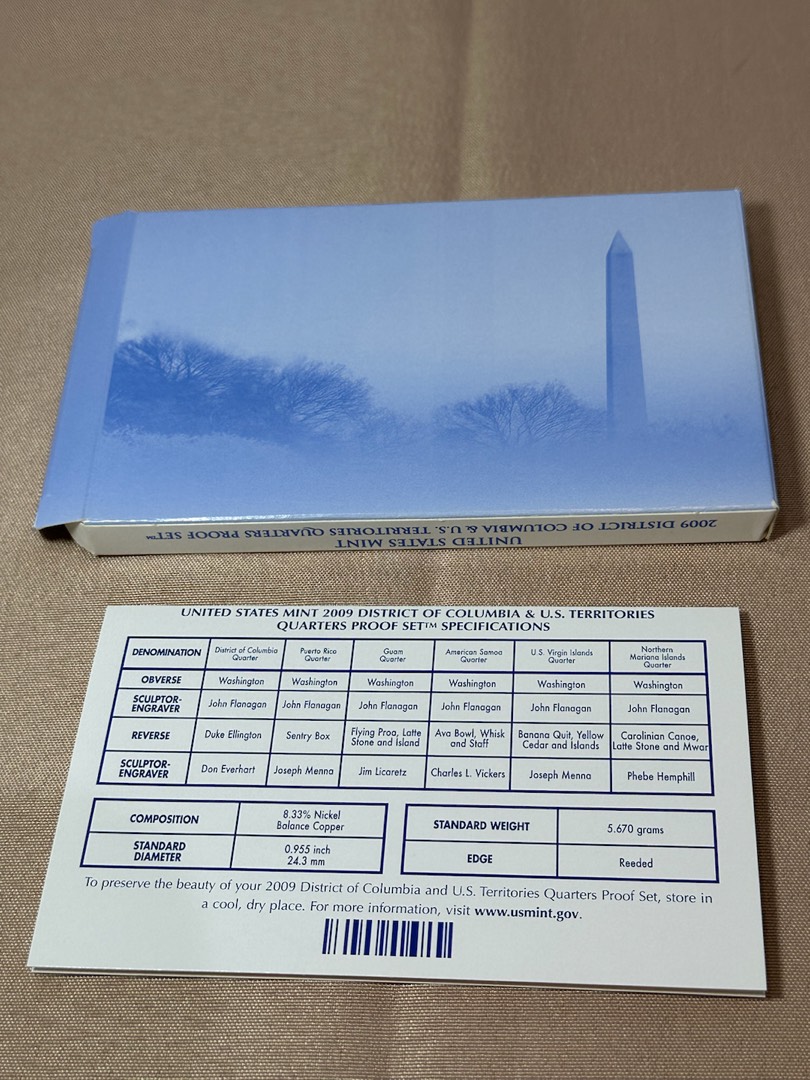 2009 DISTRICT OF COLUMBIA & U.S. TERRITORIES QUARTERS PROOF SET™
UNITED STATES MINT
UNITED STATES MINT 2009 DISTRICT OF COLUMBIA & U.S. TERRITORIES
QUARTERS PROOF SET™ SPECIFICATIONS
DENOMINATION District of Columbia Quarter Puerto Rico Quarter Guam Quarter American Samoa Quarter U.S. Virgin Islands Quarter Northern Mariana Islands Quarter
OBVERSE Washington Washington Washington Washington Washington Washington
SCULPTOR-ENGRAVER John Flanagan John Flanagan John Flanagan John Flanagan John Flanagan John Flanagan
REVERSE Duke Ellington Sentry Box Flying Proa, Latte Stone and Island Ava Bowl, Whisk and Staff Banana Quit, Yellow Cedar and Islands Carolinian Canoe, Latte Stone and Mwar
SCULPTOR-ENGRAVER Don Everhart Joseph Menna Jim Licaretz Charles L. Vickers Joseph Menna Phebe Hemphill
COMPOSITION 8.33% Nickel Balance Copper
STANDARD DIAMETER 0.955 inch 24.3 mm
STANDARD WEIGHT 5.670 grams
EDGE Reeded
To preserve the beauty of your 2009 District of Columbia and U.S. Territories Quarters Proof Set, store in
a cool, dry place. For more information, visit www.usmint.gov.